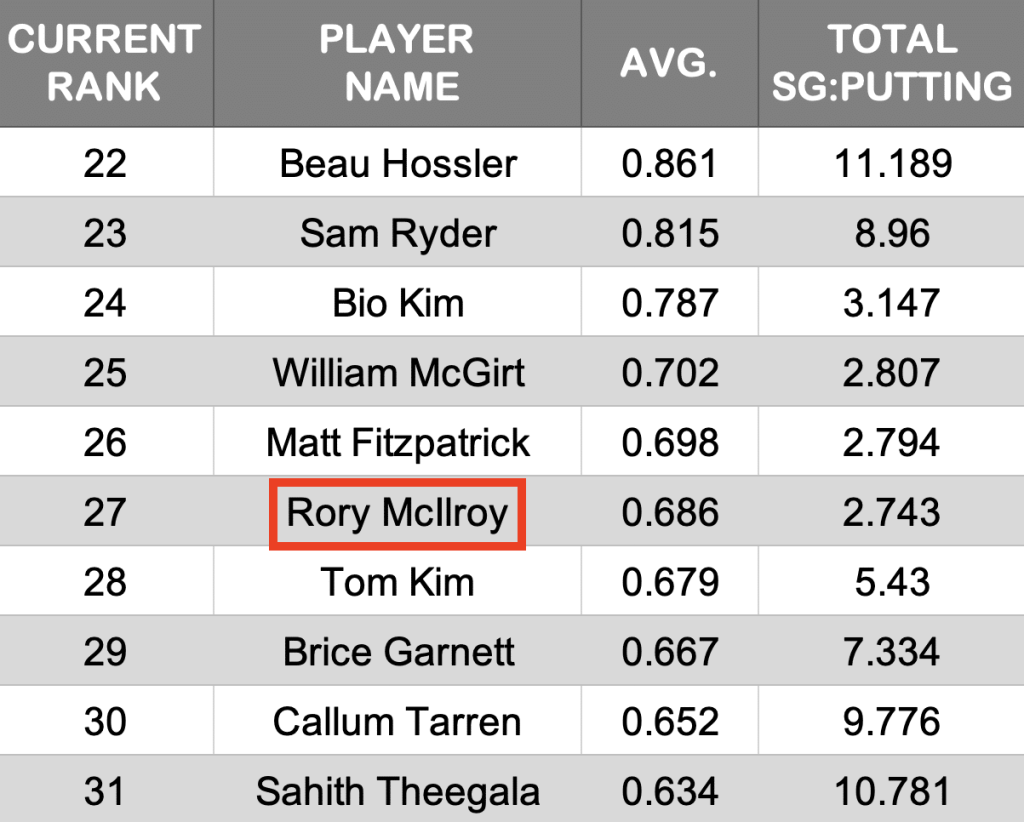 CURRENT RANK PLAYER NAME AVG. TOTAL SG:PUTTING
22 Beau Hossler 0.861 11.189
23 Sam Ryder 0.815 8.96
24 Bio Kim 0.787 3.147
25 William McGirt 0.702 2.807
26 Matt Fitzpatrick 0.698 2.794
27 Rory McIlroy 0.686 2.743
28 Tom Kim 0.679 5.43
29 Brice Garnett 0.667 7.334
30 Callum Tarren 0.652 9.776
31 Sahith Theegala 0.634 10.781